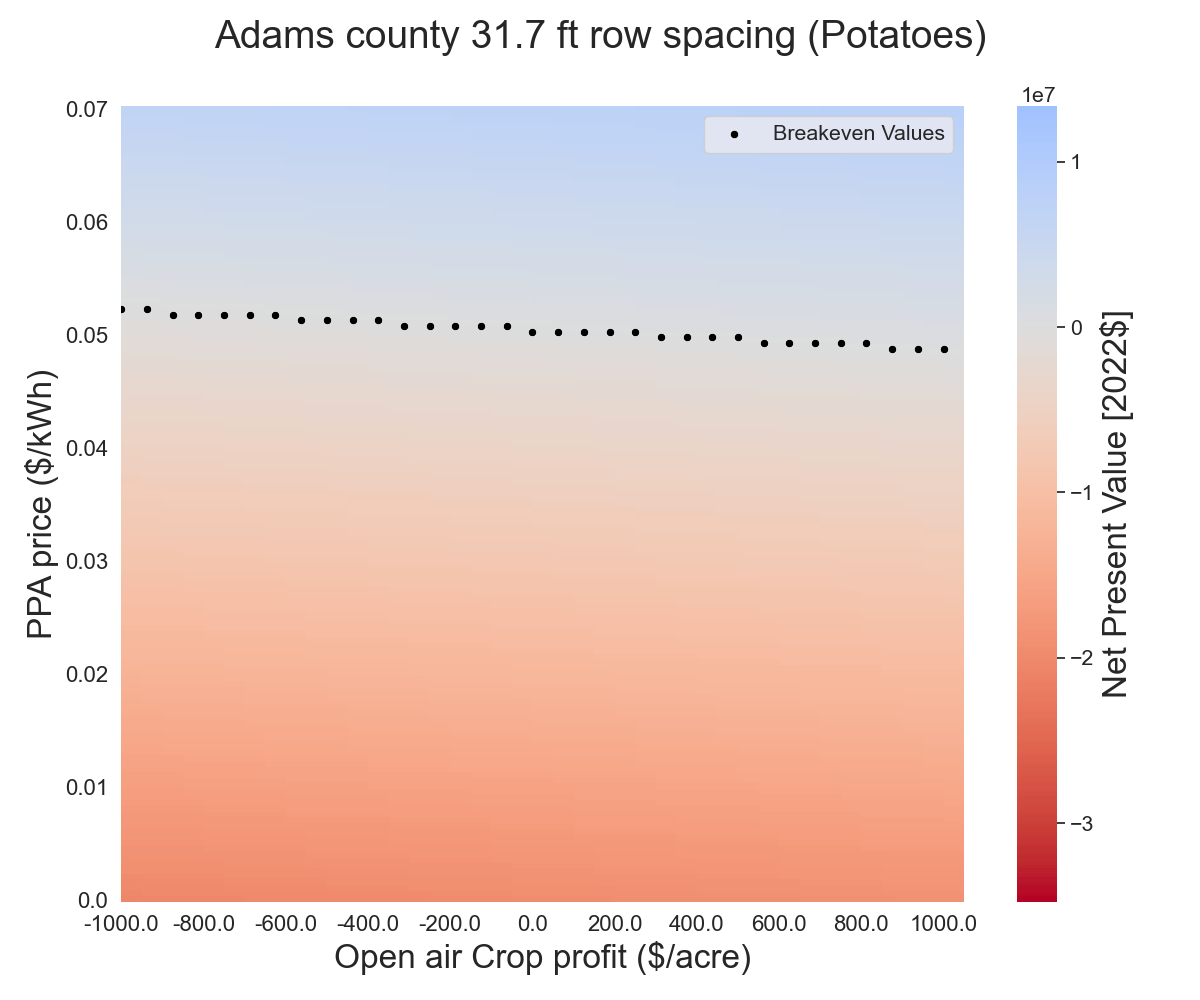 Adams county 31.7 ft row spacing (Potatoes)
1e7
Breakeven Values
0.07
0.06
0.05
0.04
0.03
0.02
0.01
0.0
PPA price ($/kWh)
-1000.0 -800.0 -600.0 -400.0 -200.0 0.0 200.0 400.0 600.0 800.0 1000.0
Open air Crop profit ($/acre)
1
0
−1
−2
−3
Net Present Value [2022$]